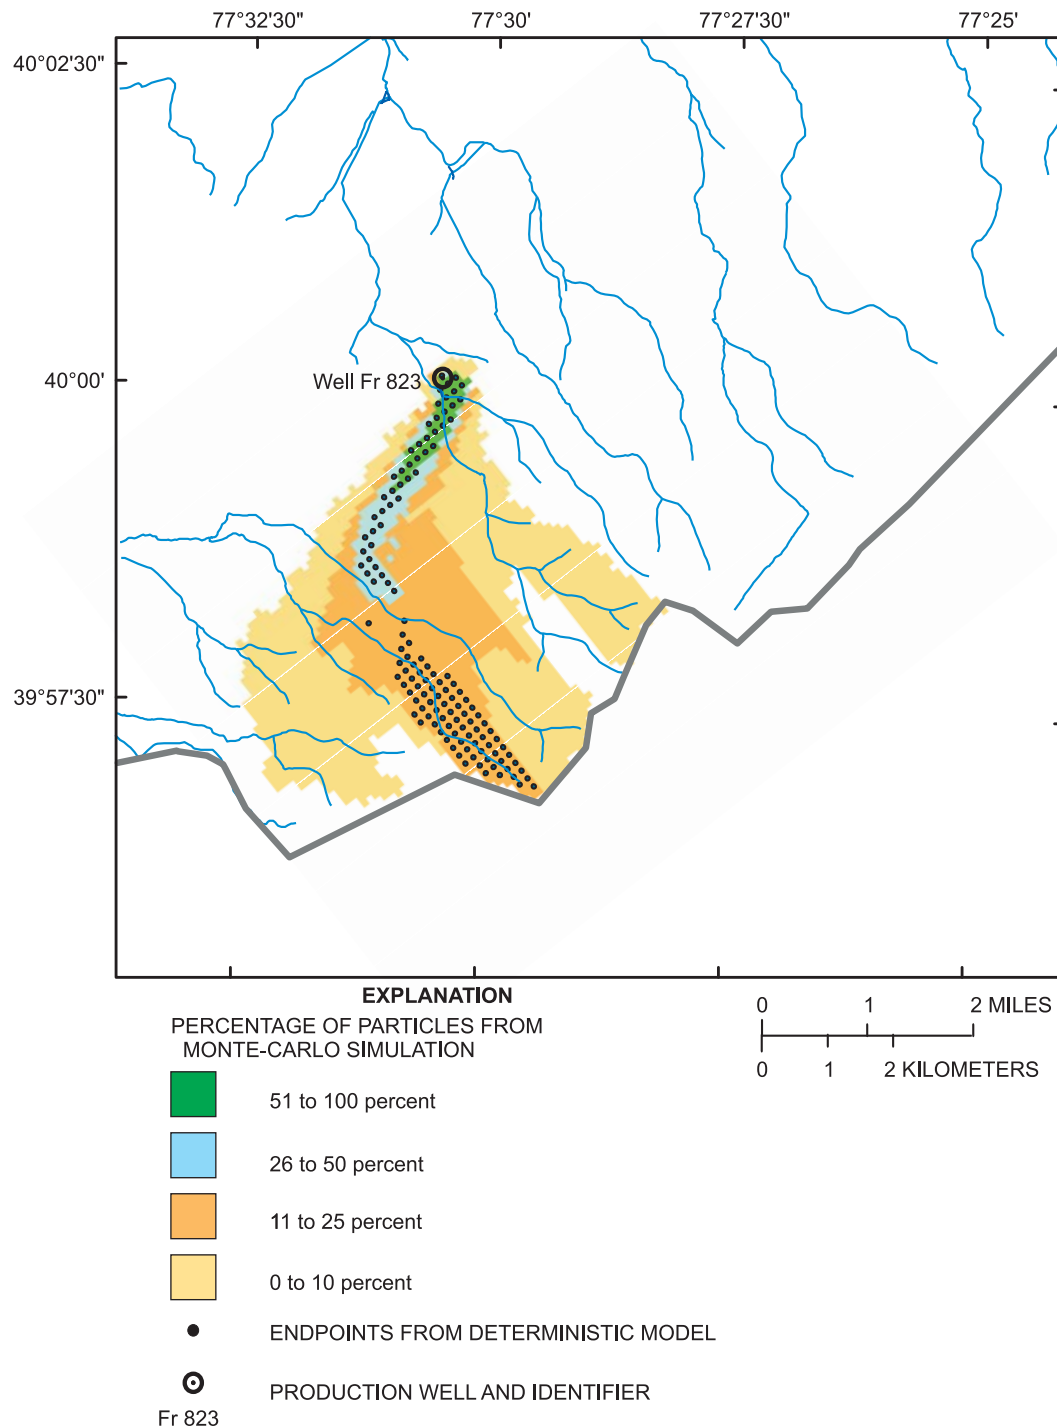 77°32'30" 77°30' 77°27'30" 77°25'
40°02'30"
Well Fr 823
40°00'
39°57'30"
EXPLANATION
PERCENTAGE OF PARTICLES FROM
MONTE-CARLO SIMULATION
51 to 100 percent
26 to 50 percent
11 to 25 percent
0 to 10 percent
ENDPOINTS FROM DETERMINISTIC MODEL
PRODUCTION WELL AND IDENTIFIER
Fr 823
0 1 2 MILES
0 1 2 KILOMETERS